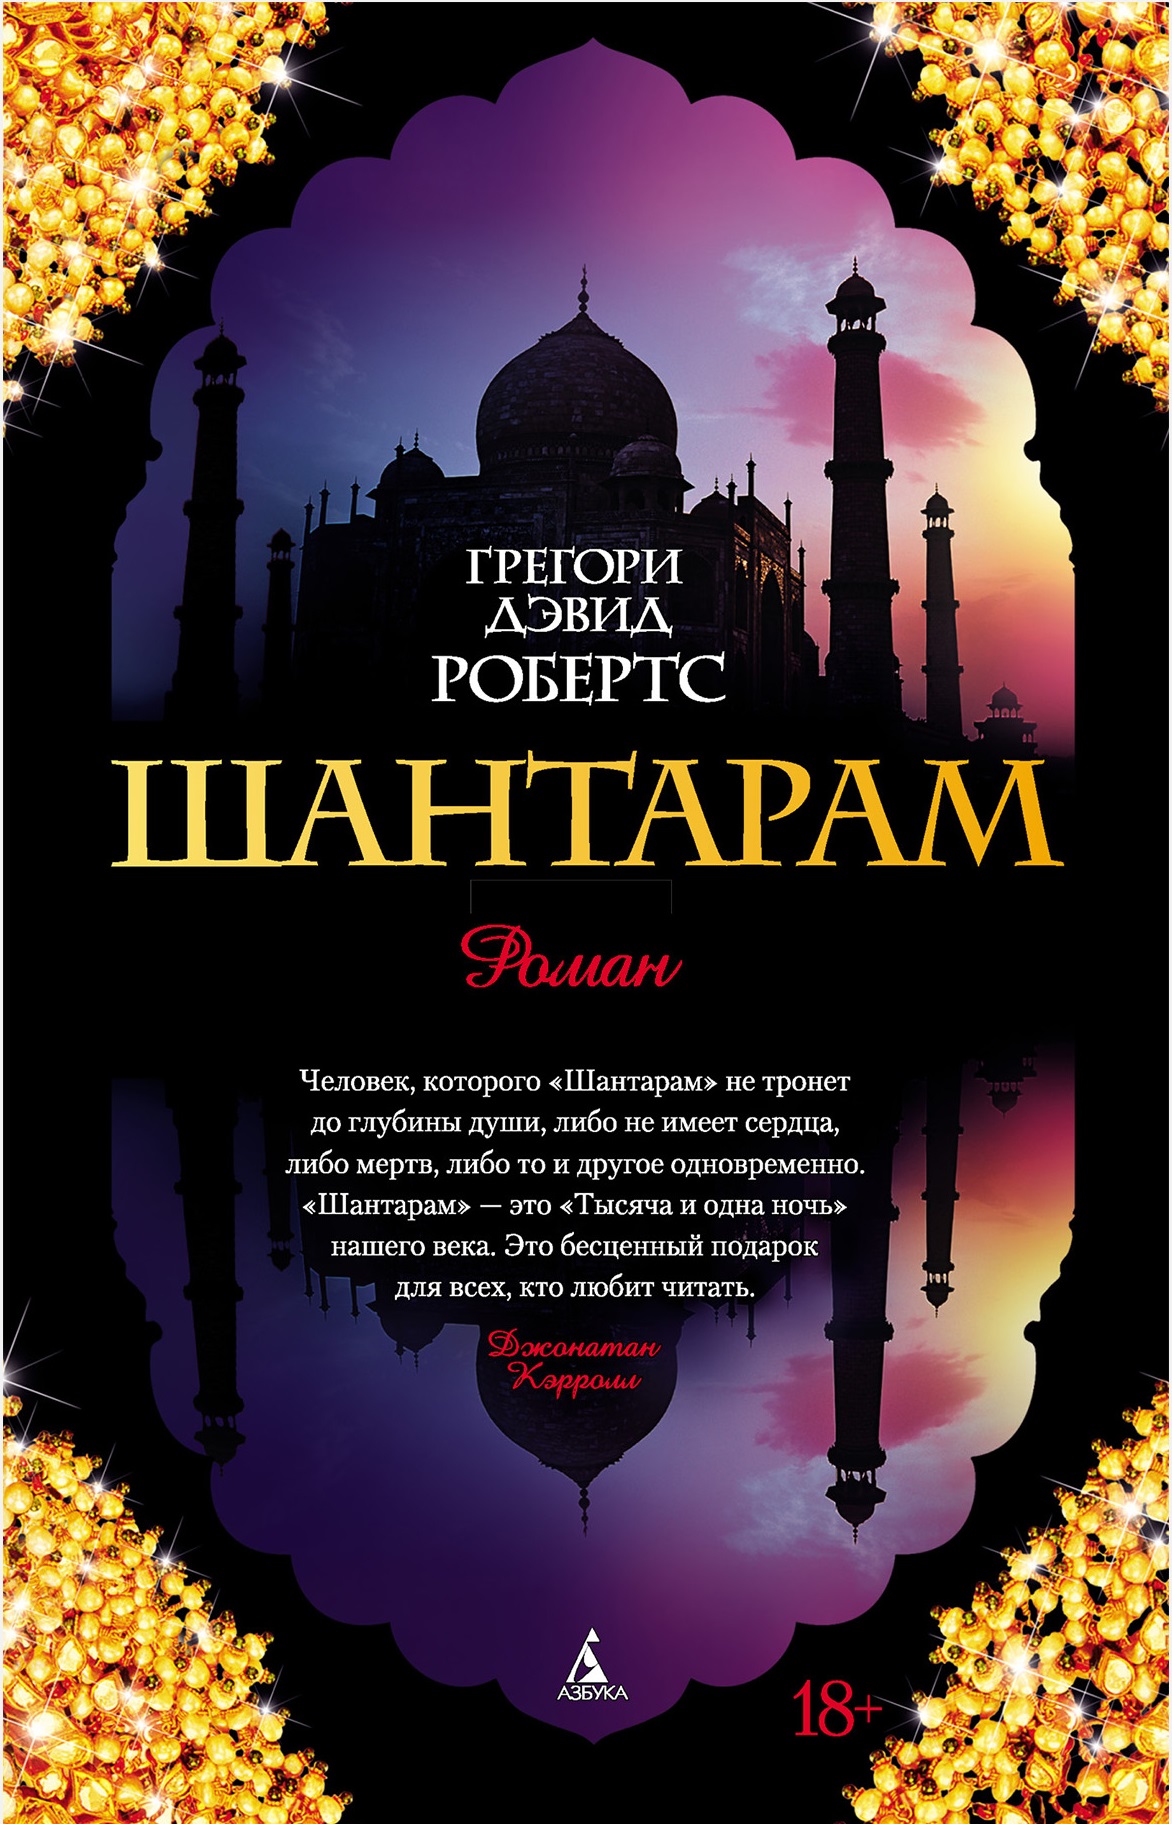 ГРЕГОРИ
ДЭВИД
РОБЕРТС
ШАНТАРАМ
Роман
Человек, которого «Шантарам» не тронет
до глубины души, либо не имеет сердца,
либо мертв, либо то и другое одновременно.
«Шантарам» — это «Тысяча и одна ночь»
нашего века. Это бесценный подарок
для всех, кто любит читать.
Джонатан
Кэрролл
АЗБУКА
18+